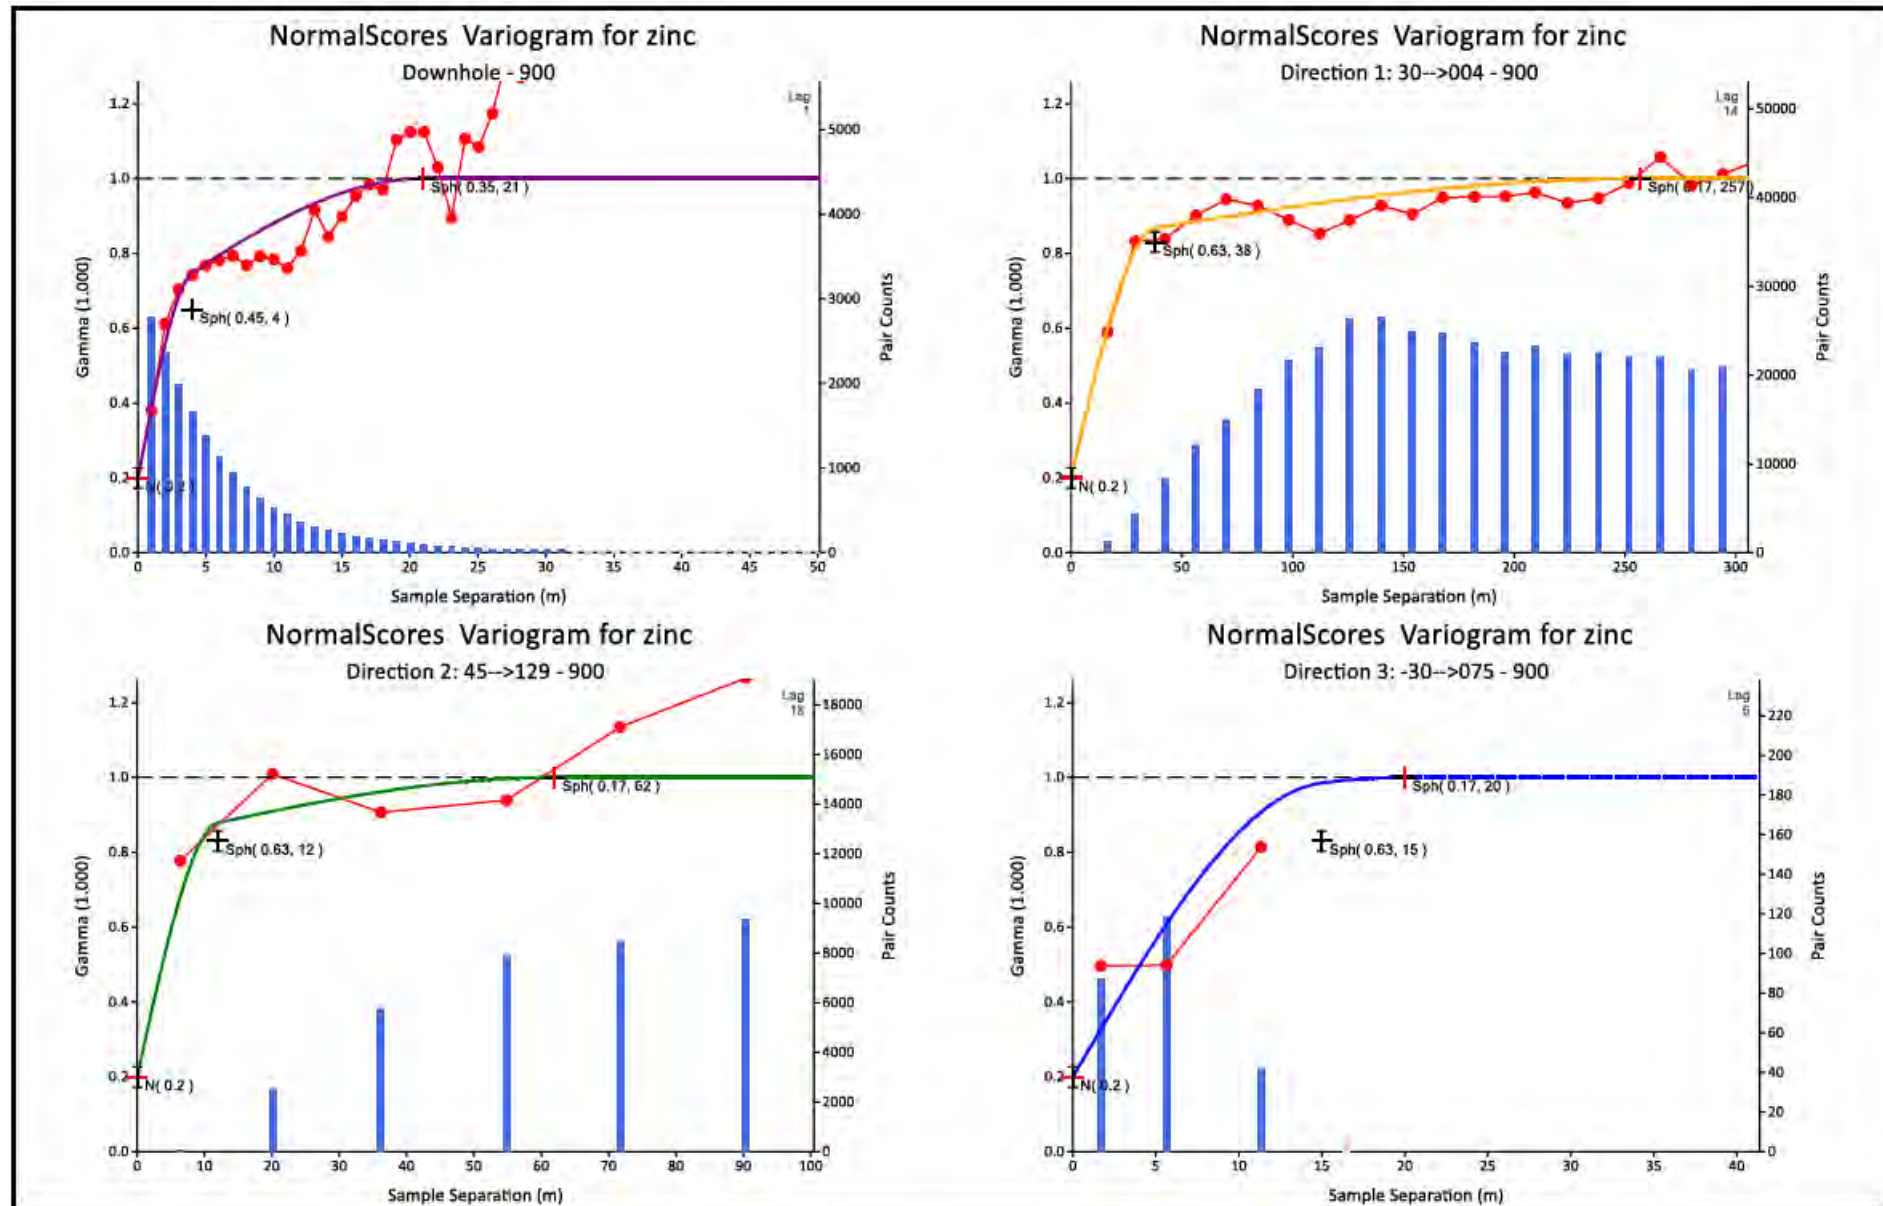 NormalScores Variogram for zinc
Downhole - 900
Lag
1
1.2
1.0
0.8
0.6
0.4
0.2
0.0
Gamma (1.000)
Sph( 0.35, 21 )
Sph( 0.45, 4 )
5000
4000
3000
2000
1000
0
Pair Counts
0 5 10 15 20 25 30 35 40 45 50
Sample Separation (m)
NormalScores Variogram for zinc
Direction 1: 30-->004 - 900
Lag
14
1.2
1.0
0.8
0.6
0.4
0.2
0.0
Gamma (1.000)
Sph( 0.17, 257 )
Sph( 0.63, 38 )
N( 0.2 )
50000
40000
30000
20000
10000
0
Pair Counts
0 50 100 150 200 250 300
Sample Separation (m)
NormalScores Variogram for zinc
Direction 2: 45-->129 - 900
Lag
18
1.2
1.0
0.8
0.6
0.4
0.2
0.0
Gamma (1.000)
Sph( 0.17, 62 )
Sph( 0.63, 12 )
N( 0.2 )
18000
16000
14000
12000
10000
8000
6000
4000
2000
0
Pair Counts
0 10 20 30 40 50 60 70 80 90 100
Sample Separation (m)
NormalScores Variogram for zinc
Direction 3: -30-->075 - 900
Lag
1.2
1.0
0.8
0.6
0.4
0.2
0.0
Gamma (1.000)
Sph( 0.17, 20 )
Sph( 0.63, 15 )
N( 0.2 )
220
200
180
160
140
120
100
80
60
40
20
0
Pair Counts
0 5 10 15 20 25 30 35 40
Sample Separation (m)